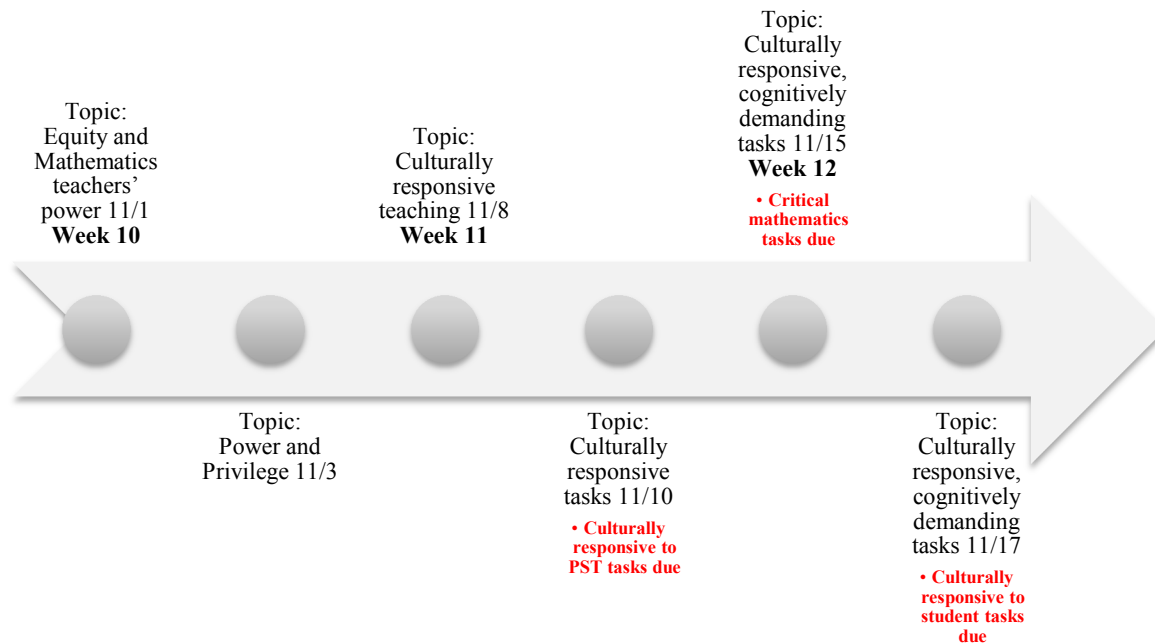 Topic:
Equity and
Mathematics
teachers’
power 11/1
Week 10
Topic:
Power and
Privilege 11/3
Topic:
Culturally
responsive
teaching 11/8
Week 11
Topic:
Culturally
responsive
tasks 11/10
• Culturally
responsive to
PST tasks due
Topic:
Culturally
responsive,
cognitively
demanding
tasks 11/15
Week 12
• Critical
mathematics
tasks due
Topic:
Culturally
responsive,
cognitively
demanding
tasks 11/17
• Culturally
responsive to
student tasks
due